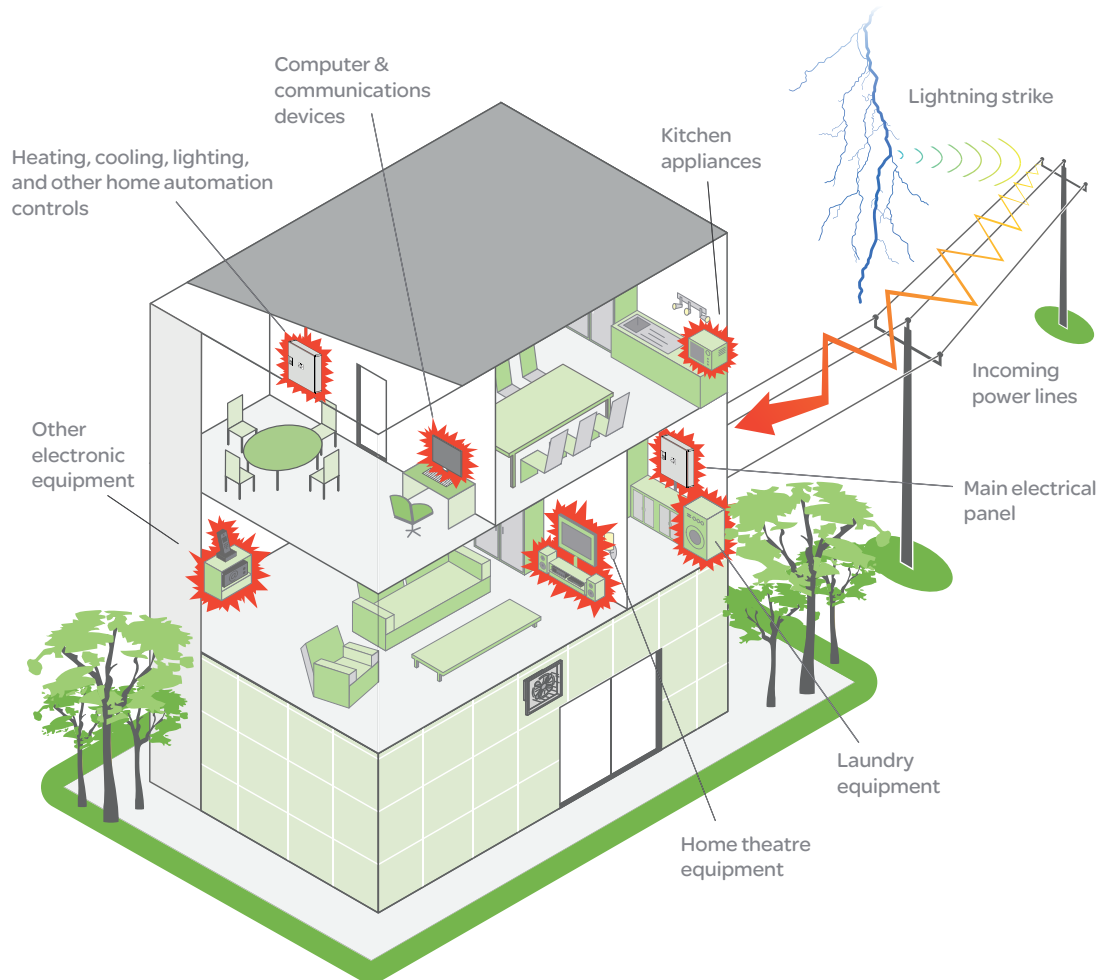 Computer &
communications
devices
Lightning strike
Kitchen
appliances
Heating, cooling, lighting,
and other home automation
controls
Incoming
power lines
Other
electronic
equipment
Main electrical
panel
Laundry
equipment
Home theatre
equipment